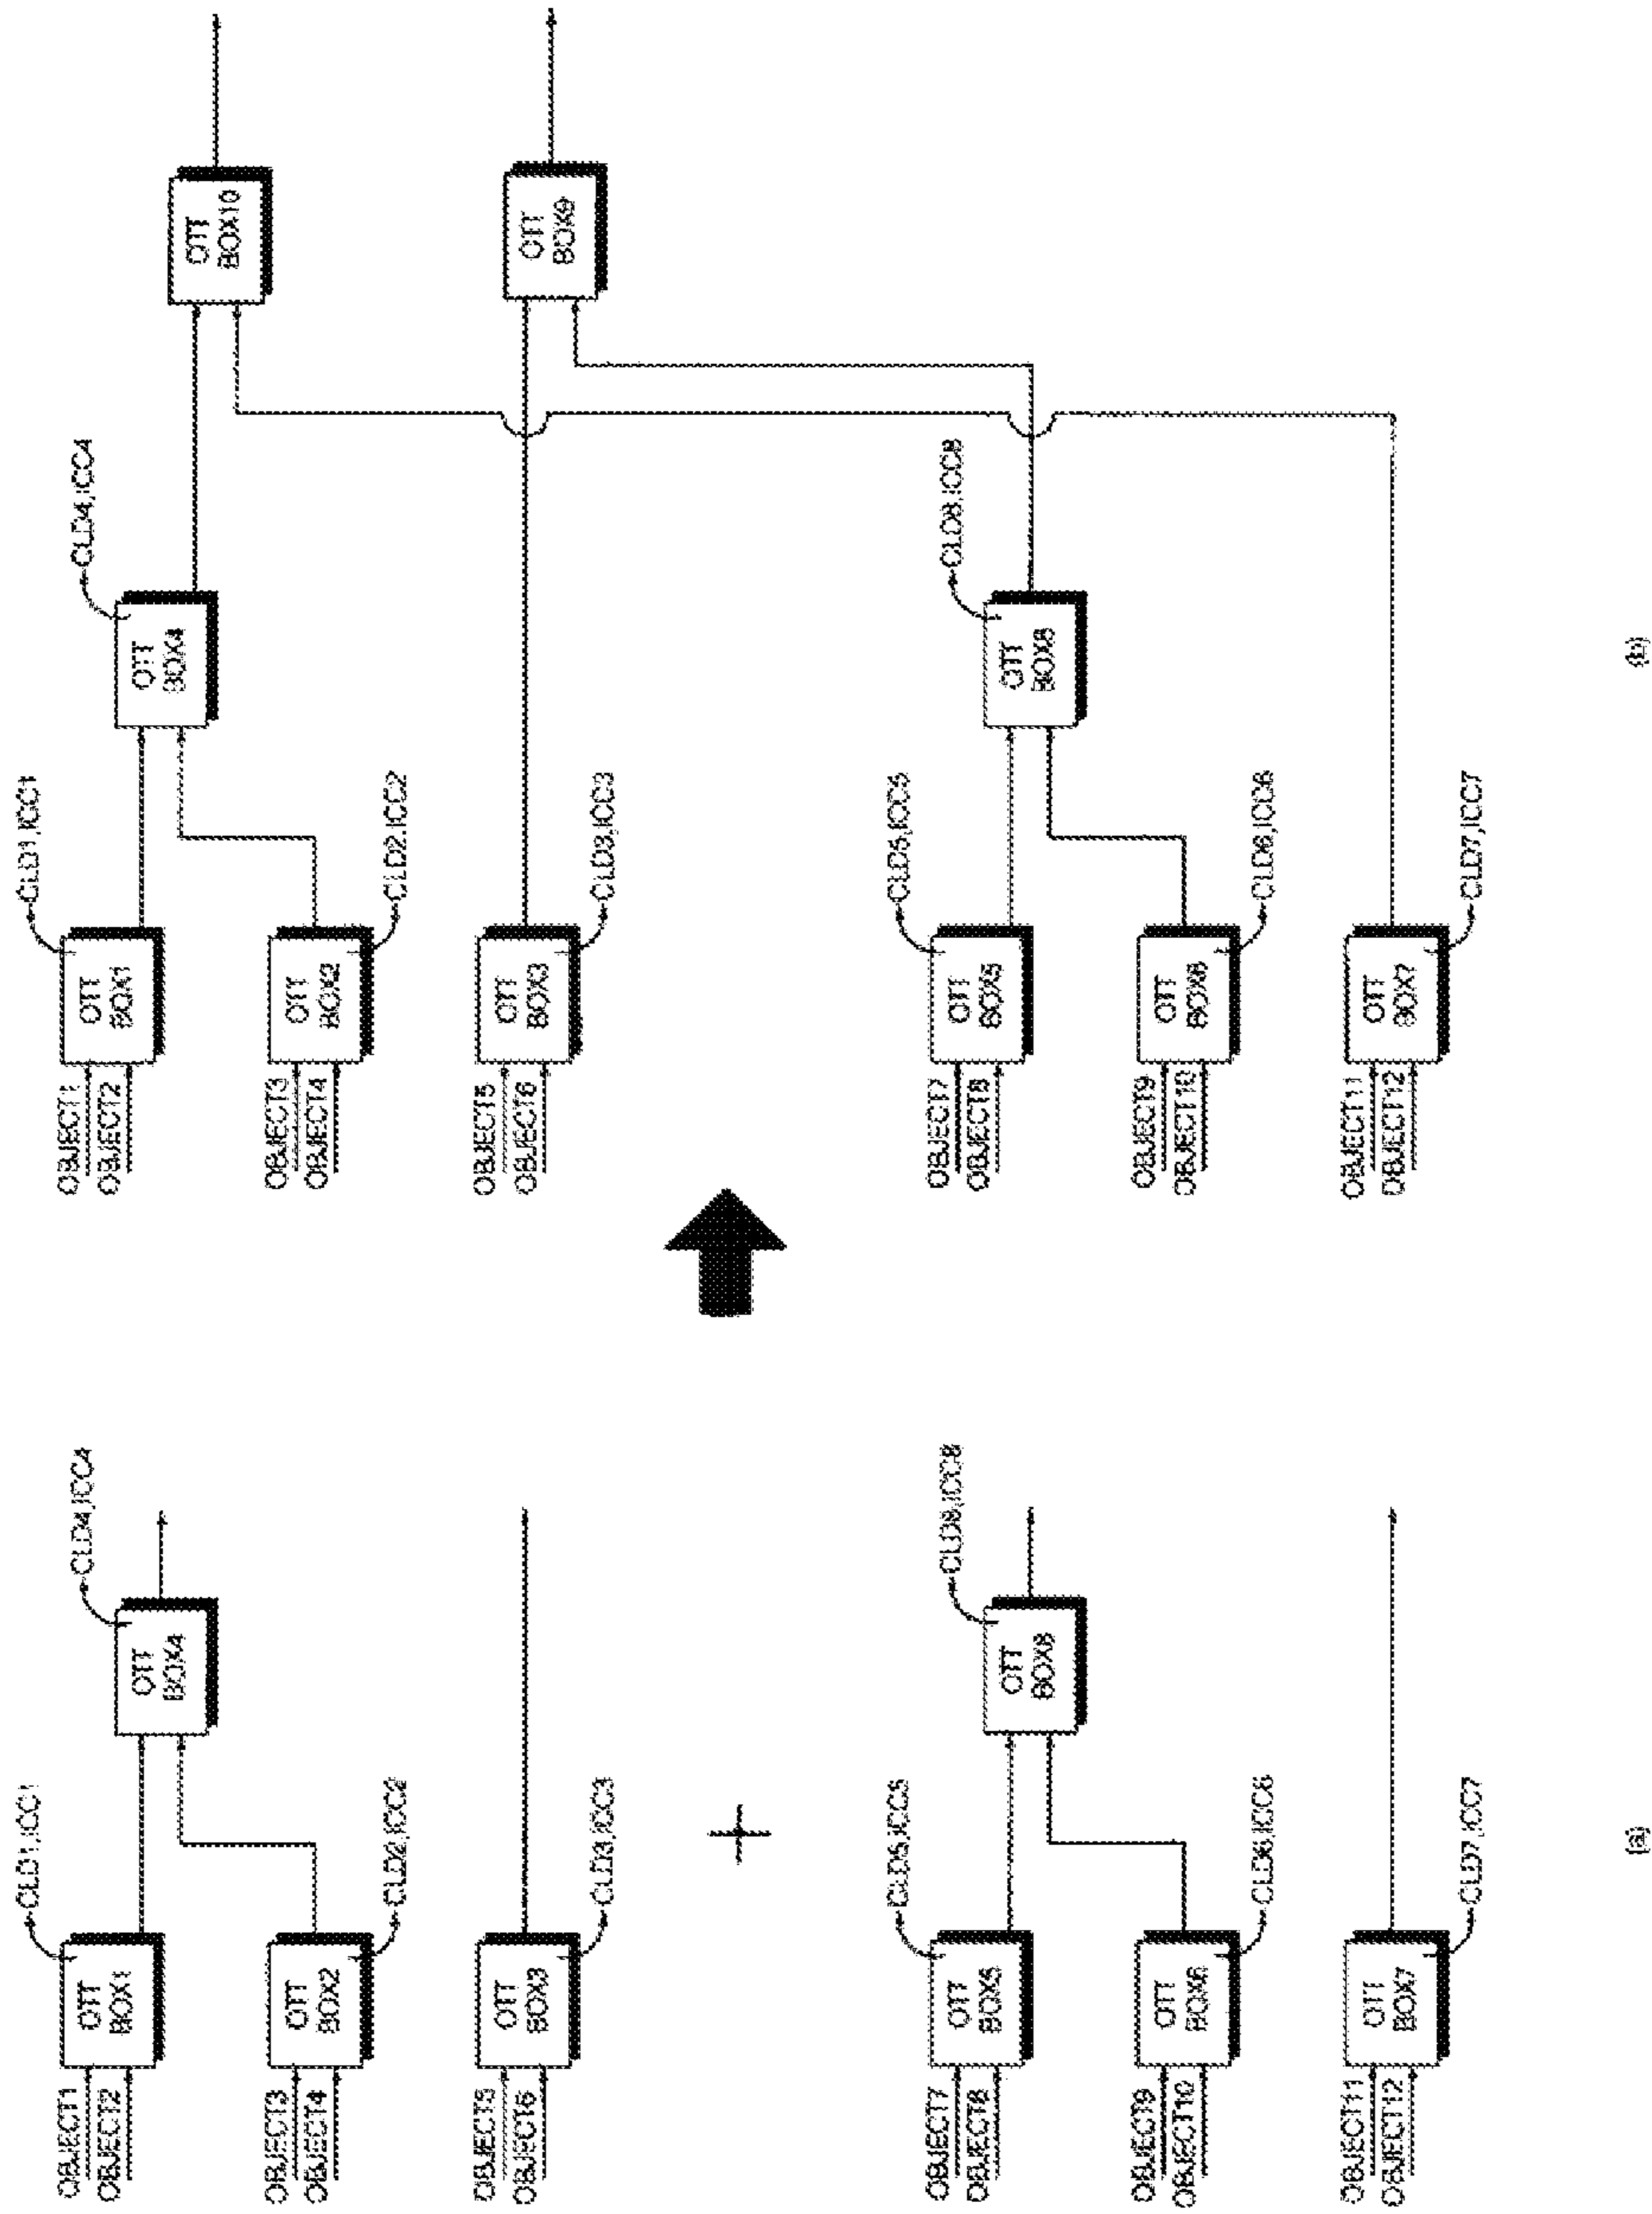 OBJECT1
OBJECT2
OTT
BOX1
CLD1,ICC1
OBJECT3
OBJECT4
OTT
BOX2
CLD2,ICC2
OTT
BOX4
CLD4,ICC4
OBJECT5
OBJECT6
OTT
BOX3
CLD3,ICC3
+
OBJECT7
OBJECT8
OTT
BOX5
CLD5,ICC5
OBJECT9
OBJECT10
OTT
BOX6
CLD6,ICC6
OTT
BOX8
CLD8,ICC8
OBJECT11
OBJECT12
OTT
BOX7
CLD7,ICC7
(a)
OBJECT1
OBJECT2
OTT
BOX1
CLD1,ICC1
OBJECT3
OBJECT4
OTT
BOX2
CLD2,ICC2
OTT
BOX4
CLD4,ICC4
OTT
BOX10
OBJECT5
OBJECT6
OTT
BOX3
CLD3,ICC3
OTT
BOX9
OBJECT7
OBJECT8
OTT
BOX5
CLD5,ICC5
OBJECT9
OBJECT10
OTT
BOX6
CLD6,ICC6
OTT
BOX8
CLD8,ICC8
OBJECT11
OBJECT12
OTT
BOX7
CLD7,ICC7
(b)